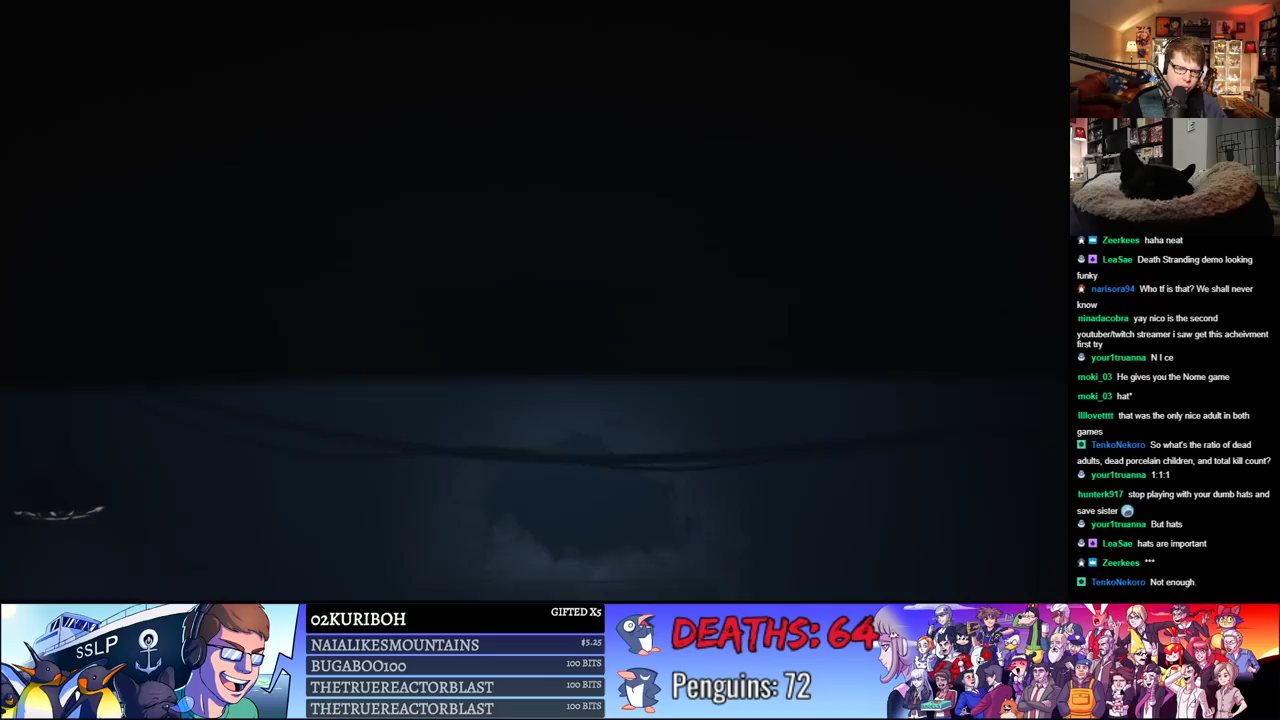 Zeerkees haha neat
LeaSae Death Stranding demo looking
funky
narisora94 Who tf is that? We shall never
know
ninadacobra yay nico is the second
youtuber/twitch streamer i saw get this acheivment
first try
your1truanna N I ce
moki_03 He gives you the Nome game
moki_03 hat*
llllovetttt that was the only nice adult in both
games
TenkoNekoro So what's the ratio of dead
adults, dead porcelain children, and total kill count?
your1truanna 1:1:1
hunterk917 stop playing with your dumb hats and
save sister
your1truanna But hats
LeaSae hats are important
Zeerkees ***
TenkoNekoro Not enough.
SSLP
02KURIBOH GIFTED X5
NAIALIKESMOUNTAINS $5.25
BUGABOO100 100 BITS
THETRUEREACTORBLAST 100 BITS
THETRUEREACTORBLAST 100 BITS
DEATHS: 64
Penguins: 72